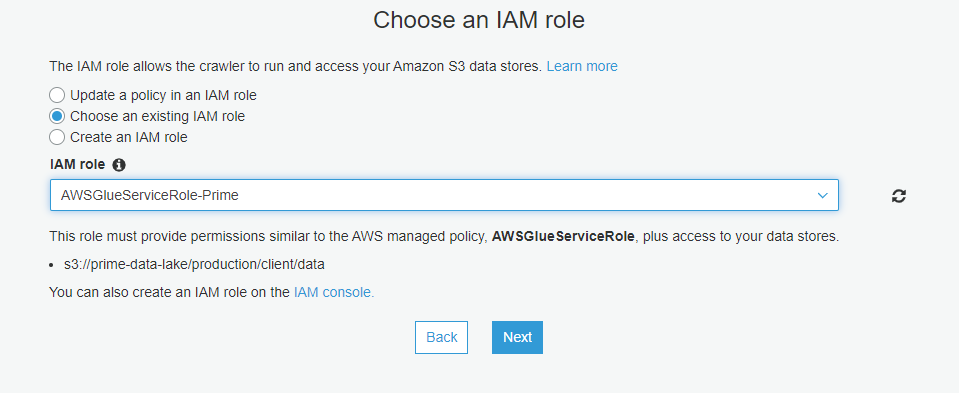 Choose an IAM role
The IAM role allows the crawler to run and access your Amazon S3 data stores. Learn more
Update a policy in an IAM role
Choose an existing IAM role
Create an IAM role
IAM role
AWSGlueServiceRole-Prime
This role must provide permissions similar to the AWS managed policy, AWSGlueServiceRole, plus access to your data stores.
• s3://prime-data-lake/production/client/data
You can also create an IAM role on the IAM console.
Back Next